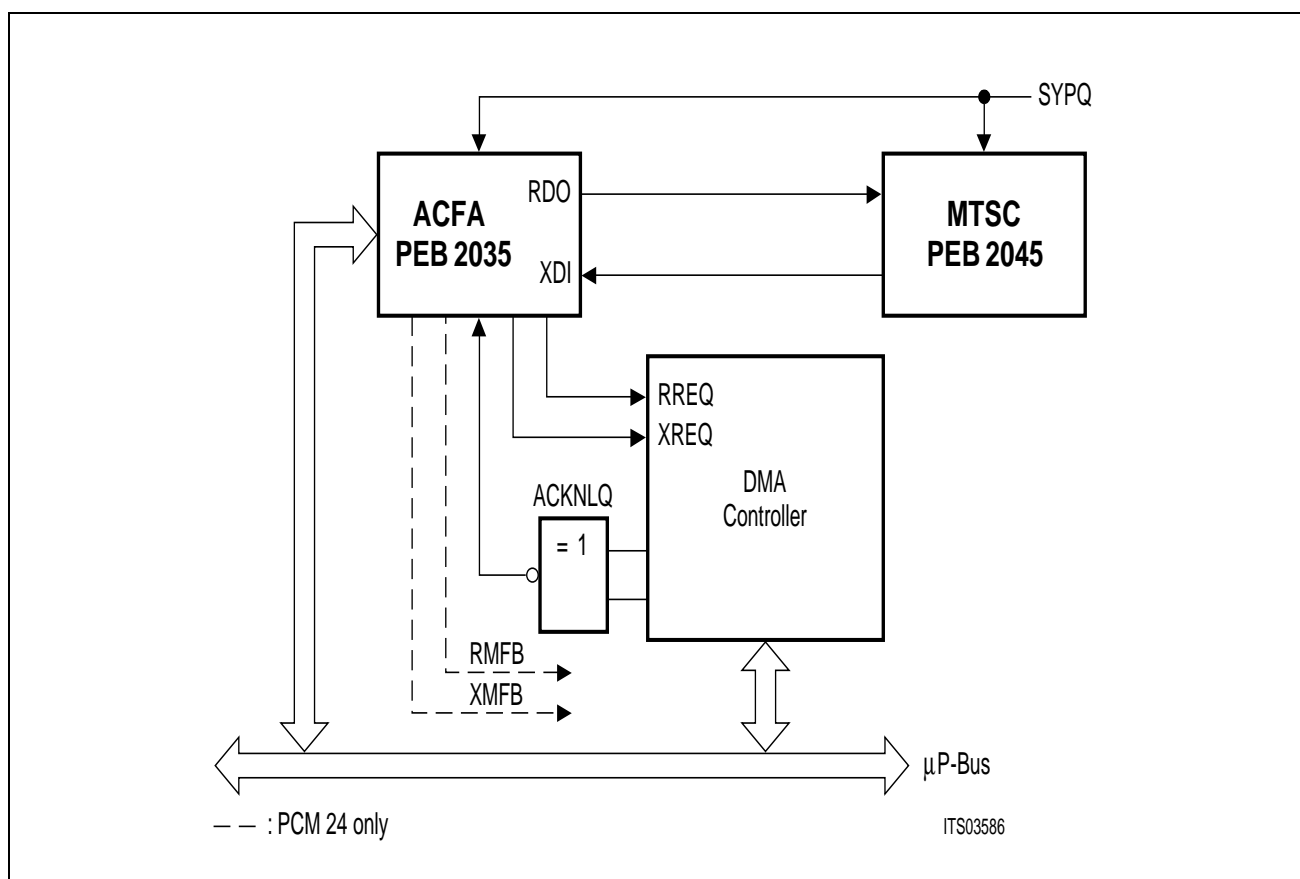 SYPQ
ACFA
PEB 2035
RDO
XDI
MTSC
PEB 2045
RREQ
XREQ
DMA
Controller
ACKNLQ
= 1
RMFB
XMFB
µP-Bus
— — : PCM 24 only
ITS03586